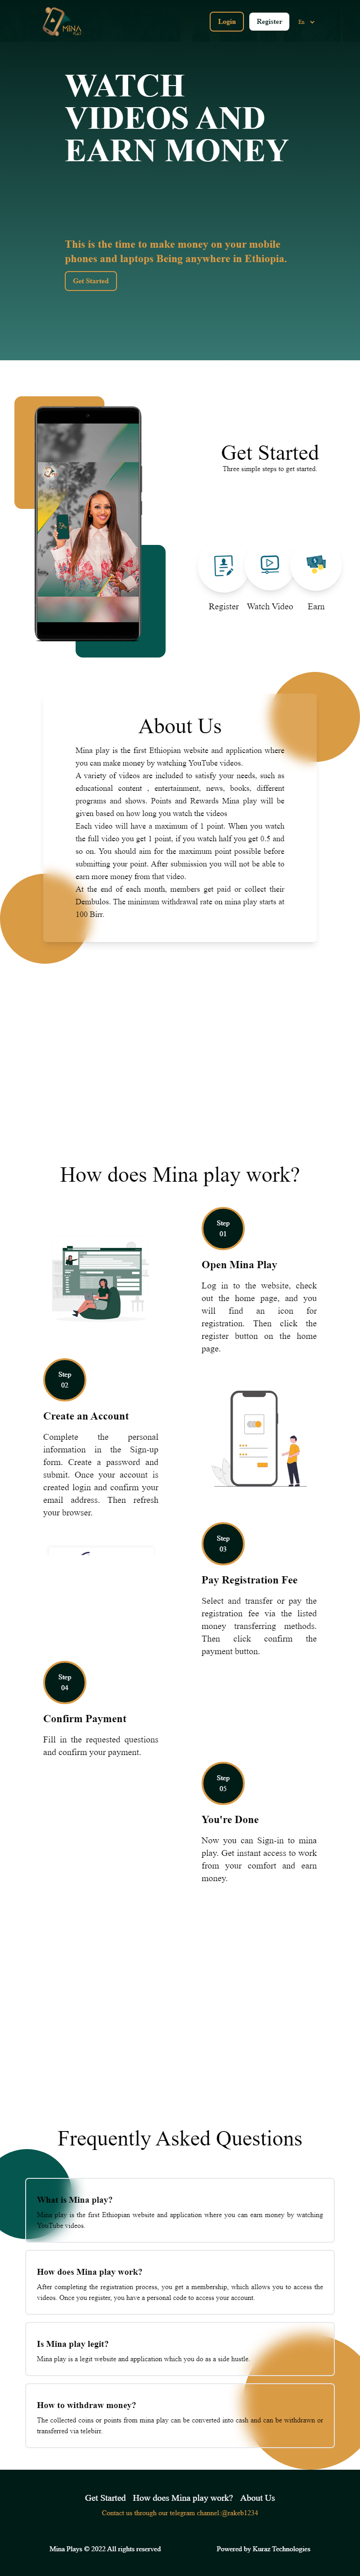 MINA
Plays
Login
Register
En
WATCH
VIDEOS AND
EARN MONEY
This is the time to make money on your mobile
phones and laptops Being anywhere in Ethiopia.
Get Started
Get Started
Three simple steps to get started.
Register
Watch Video
Earn
About Us
Mina play is the first Ethiopian website and application where
you can make money by watching YouTube videos.
A variety of videos are included to satisfy your needs, such as
educational content , entertainment, news, books, different
programs and shows. Points and Rewards Mina play will be
given based on how long you watch the videos
Each video will have a maximum of 1 point. When you watch
the full video you get 1 point, if you watch half you get 0.5 and
so on. You should aim for the maximum point possible before
submitting your point. After submission you will not be able to
earn more money from that video.
At the end of each month, members get paid or collect their
Dembulos. The minimum withdrawal rate on mina play starts at
100 Birr.
How does Mina play work?
Step
01
Open Mina Play
Log in to the website, check
out the home page, and you
will find an icon for
registration. Then click the
register button on the home
page.
Step
02
Create an Account
Complete the personal
information in the Sign-up
form. Create a password and
submit. Once your account is
created login and confirm your
email address. Then refresh
your browser.
Step
03
Pay Registration Fee
Select and transfer or pay the
registration fee via the listed
money transferring methods.
Then click confirm the
payment button.
Step
04
Confirm Payment
Fill in the requested questions
and confirm your payment.
Step
05
You're Done
Now you can Sign-in to mina
play. Get instant access to work
from your comfort and earn
money.
Frequently Asked Questions
What is Mina play?
Mina play is the first Ethiopian website and application where you can earn money by watching
YouTube videos.
How does Mina play work?
After completing the registration process, you get a membership, which allows you to access the
videos. Once you register, you have a personal code to access your account.
Is Mina play legit?
Mina play is a legit website and application which you do as a side hustle.
How to withdraw money?
The collected coins or points from mina play can be converted into cash and can be withdrawn or
transferred via telebirr.
Get Started How does Mina play work? About Us
Contact us through our telegram channel:@rakeb1234
Mina Plays © 2022 All rights reserved
Powered by Kuraz Technologies